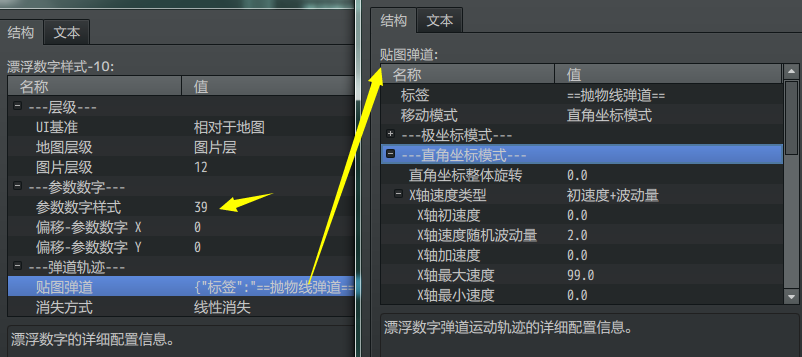 结构 文本
漂浮数字样式-10:
名称 值
---层级---
UI基准 相对于地图
地图层级 图片层
图片层级 12
---参数数字---
参数数字样式 39
偏移-参数数字 X 0
偏移-参数数字 Y 0
---弹道轨迹---
贴图弹道 {"标签":"==抛物线弹道==
消失方式 线性消失
漂浮数字的详细配置信息。
结构 文本
贴图弹道:
名称 值
标签 ==抛物线弹道==
移动模式 直角坐标模式
---极坐标模式---
---直角坐标模式---
直角坐标整体旋转 0.0
X轴速度类型 初速度+波动量
X轴初速度 0.0
X轴速度随机波动量 2.0
X轴加速度 0.0
X轴最大速度 99.0
X轴最小速度 0.0
漂浮数字弹道运动轨迹的详细配置信息。